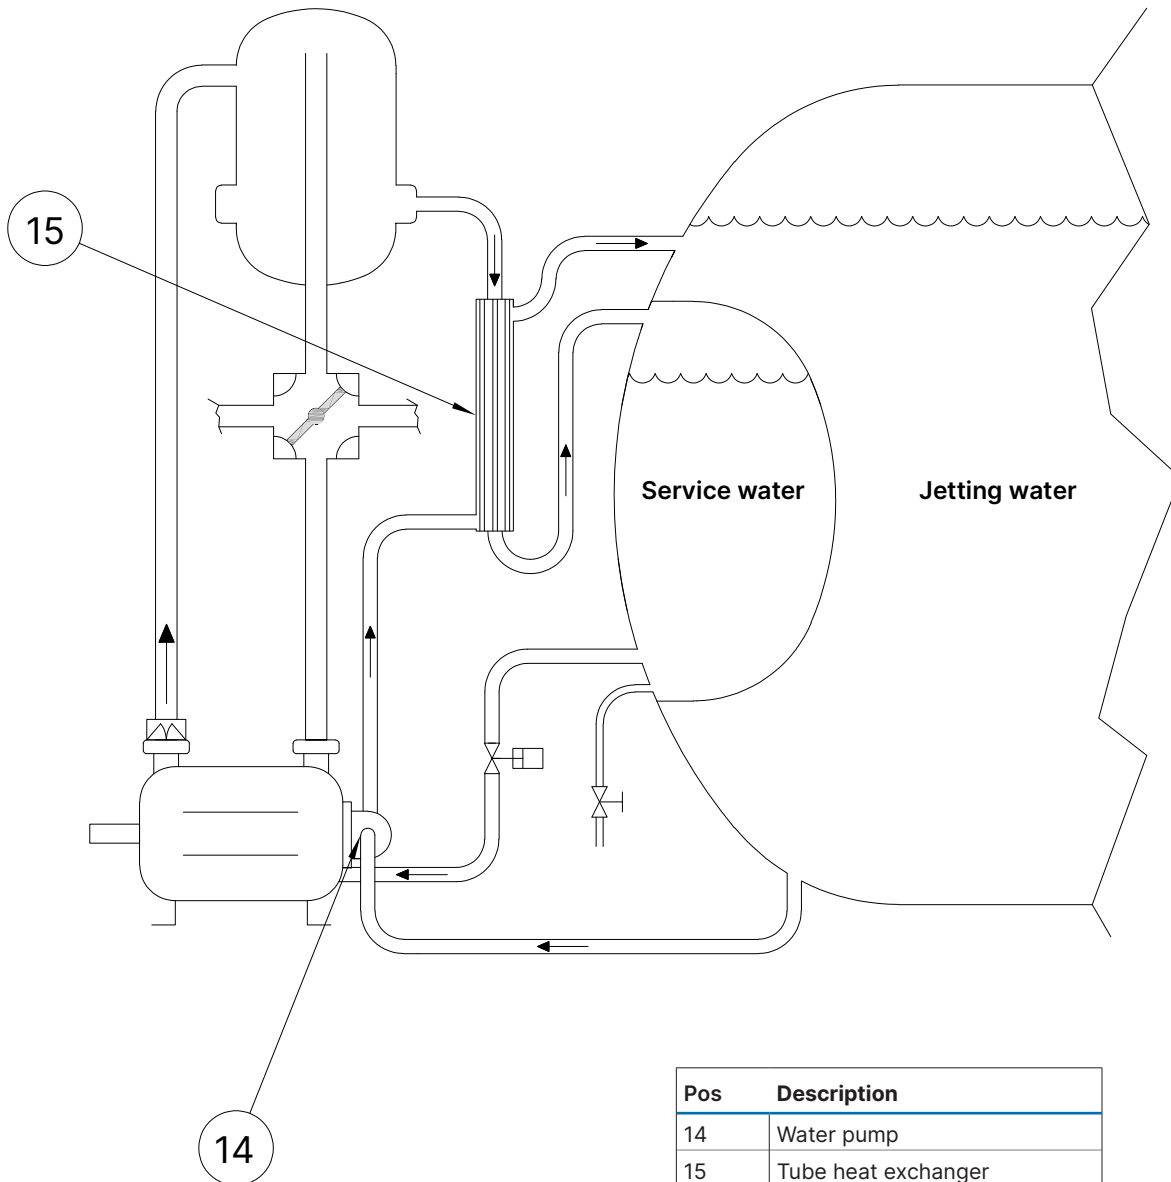 15
Service water Jetting water
14
Pos Description
14 Water pump
15 Tube heat exchanger